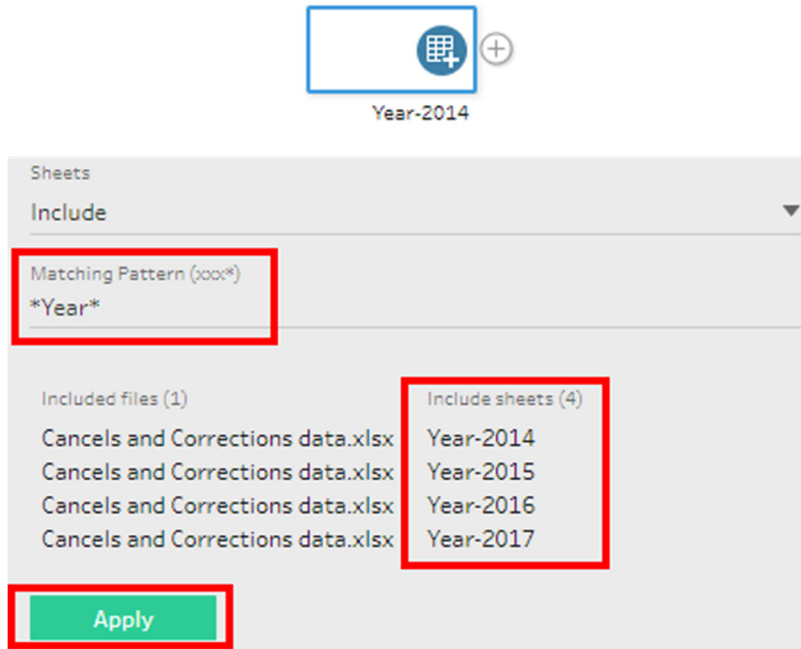 Year-2014
Sheets
Include
Matching Pattern (xxx*)
*Year*
Included files (1) Include sheets (4)
Cancels and Corrections data.xlsx Year-2014
Cancels and Corrections data.xlsx Year-2015
Cancels and Corrections data.xlsx Year-2016
Cancels and Corrections data.xlsx Year-2017
Apply